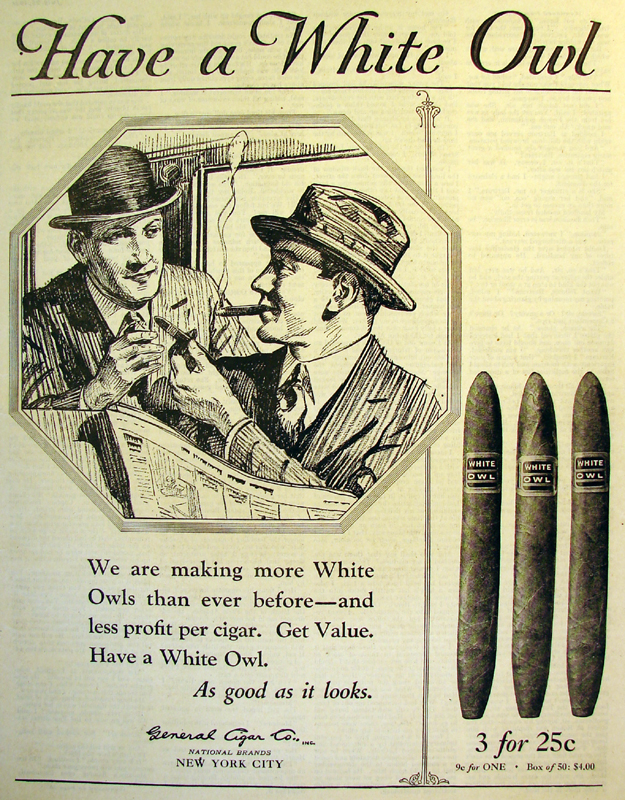 Have a White Owl
WHITE
OWL
WHITE
OWL
WHITE
OWL
We are making more White
Owls than ever before—and
less profit per cigar. Get Value.
Have a White Owl.
As good as it looks.
General Cigar Co., INC.
NATIONAL BRANDS
NEW YORK CITY
3 for 25c
9c for ONE • Box of 50: $4.00